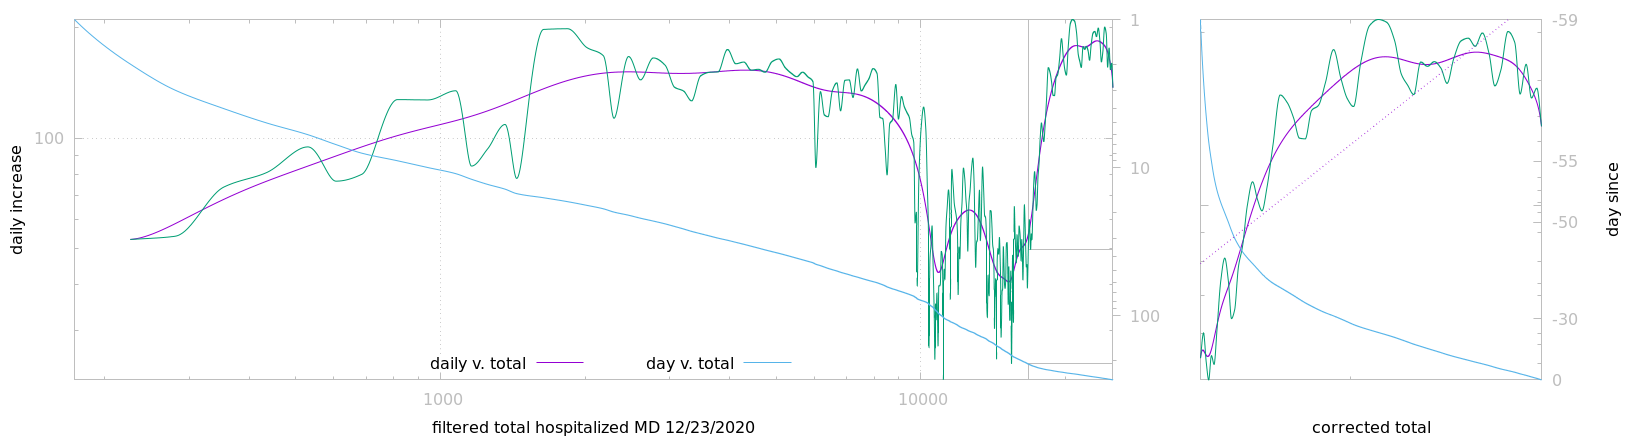 1
-59
100
10
-55
daily increase
day since
-50
100
-30
daily v. total
day v. total
0
1000
10000
filtered total hospitalized MD 12/23/2020
corrected total